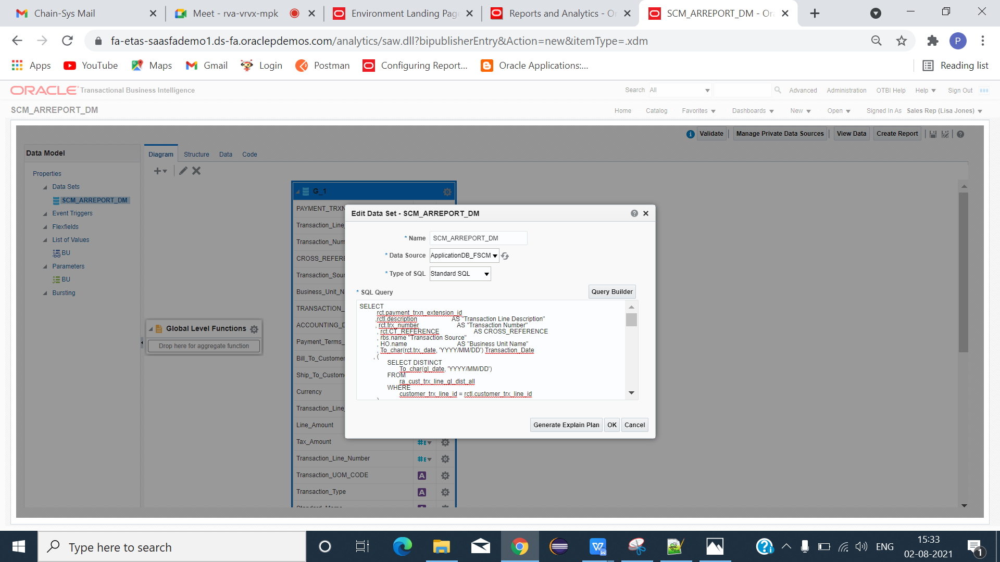 Chain-Sys Mail
Meet - rva-vrvx-mpk
Environment Landing Page
Reports and Analytics - Or
SCM_ARREPORT_DM - Ora
fa-etas-saasfademo1.ds-fa.oraclepdemos.com/analytics/saw.dll?bipublisherEntry&Action=new&itemType=.xdm
P
Apps YouTube Maps Gmail Login Postman Configuring Report... Oracle Applications:... Reading list
ORACLE Transactional Business Intelligence
Search All Advanced Administration OTBI Help Help Sign Out
SCM_ARREPORT_DM
Home Catalog Favorites Dashboards New Open Signed In As Sales Rep (Lisa Jones)
Validate Manage Private Data Sources View Data Create Report
Data Model
Diagram Structure Data Code
Properties
Data Sets
SCM_ARREPORT_DM
Event Triggers
Flexfields
List of Values
BU
Parameters
BU
Bursting
Global Level Functions
Drop here for aggregate function
G_1
PAYMENT_TRXN
Transaction_Line_
Transaction_Num
CROSS_REFERE
Transaction_Sour
Business_Unit_N
TRANSACTION_
ACCOUNTING_D
Payment_Terms_
Bill_To_Customer
Ship_To_Custome
Currency
Transaction_Line_
Line_Amount
Tax_Amount
Transaction_Line_Number
Transaction_UOM_CODE
A
Transaction_Type
A
Edit Data Set - SCM_ARREPORT_DM
* Name SCM_ARREPORT_DM
* Data Source ApplicationDB_FSCM
* Type of SQL Standard SQL
* SQL Query
Query Builder
SELECT
rct.payment_trxn_extension_id
,rctl.description AS "Transaction Line Description"
, rct.trx_number AS "Transaction Number"
, rct.CT_REFERENCE AS CROSS_REFERENCE
, rbs.name "Transaction Source"
, HO.name AS "Business Unit Name"
, To_char(rct.trx_date, 'YYYY/MM/DD') Transaction_Date
, (
SELECT DISTINCT
To_char(gl_date, 'YYYY/MM/DD')
FROM
ra_cust_trx_line_gl_dist_all
WHERE
customer_trx_line_id = rctl.customer_trx_line_id
Generate Explain Plan OK Cancel
Type here to search
ENG
15:33
02-08-2021
1